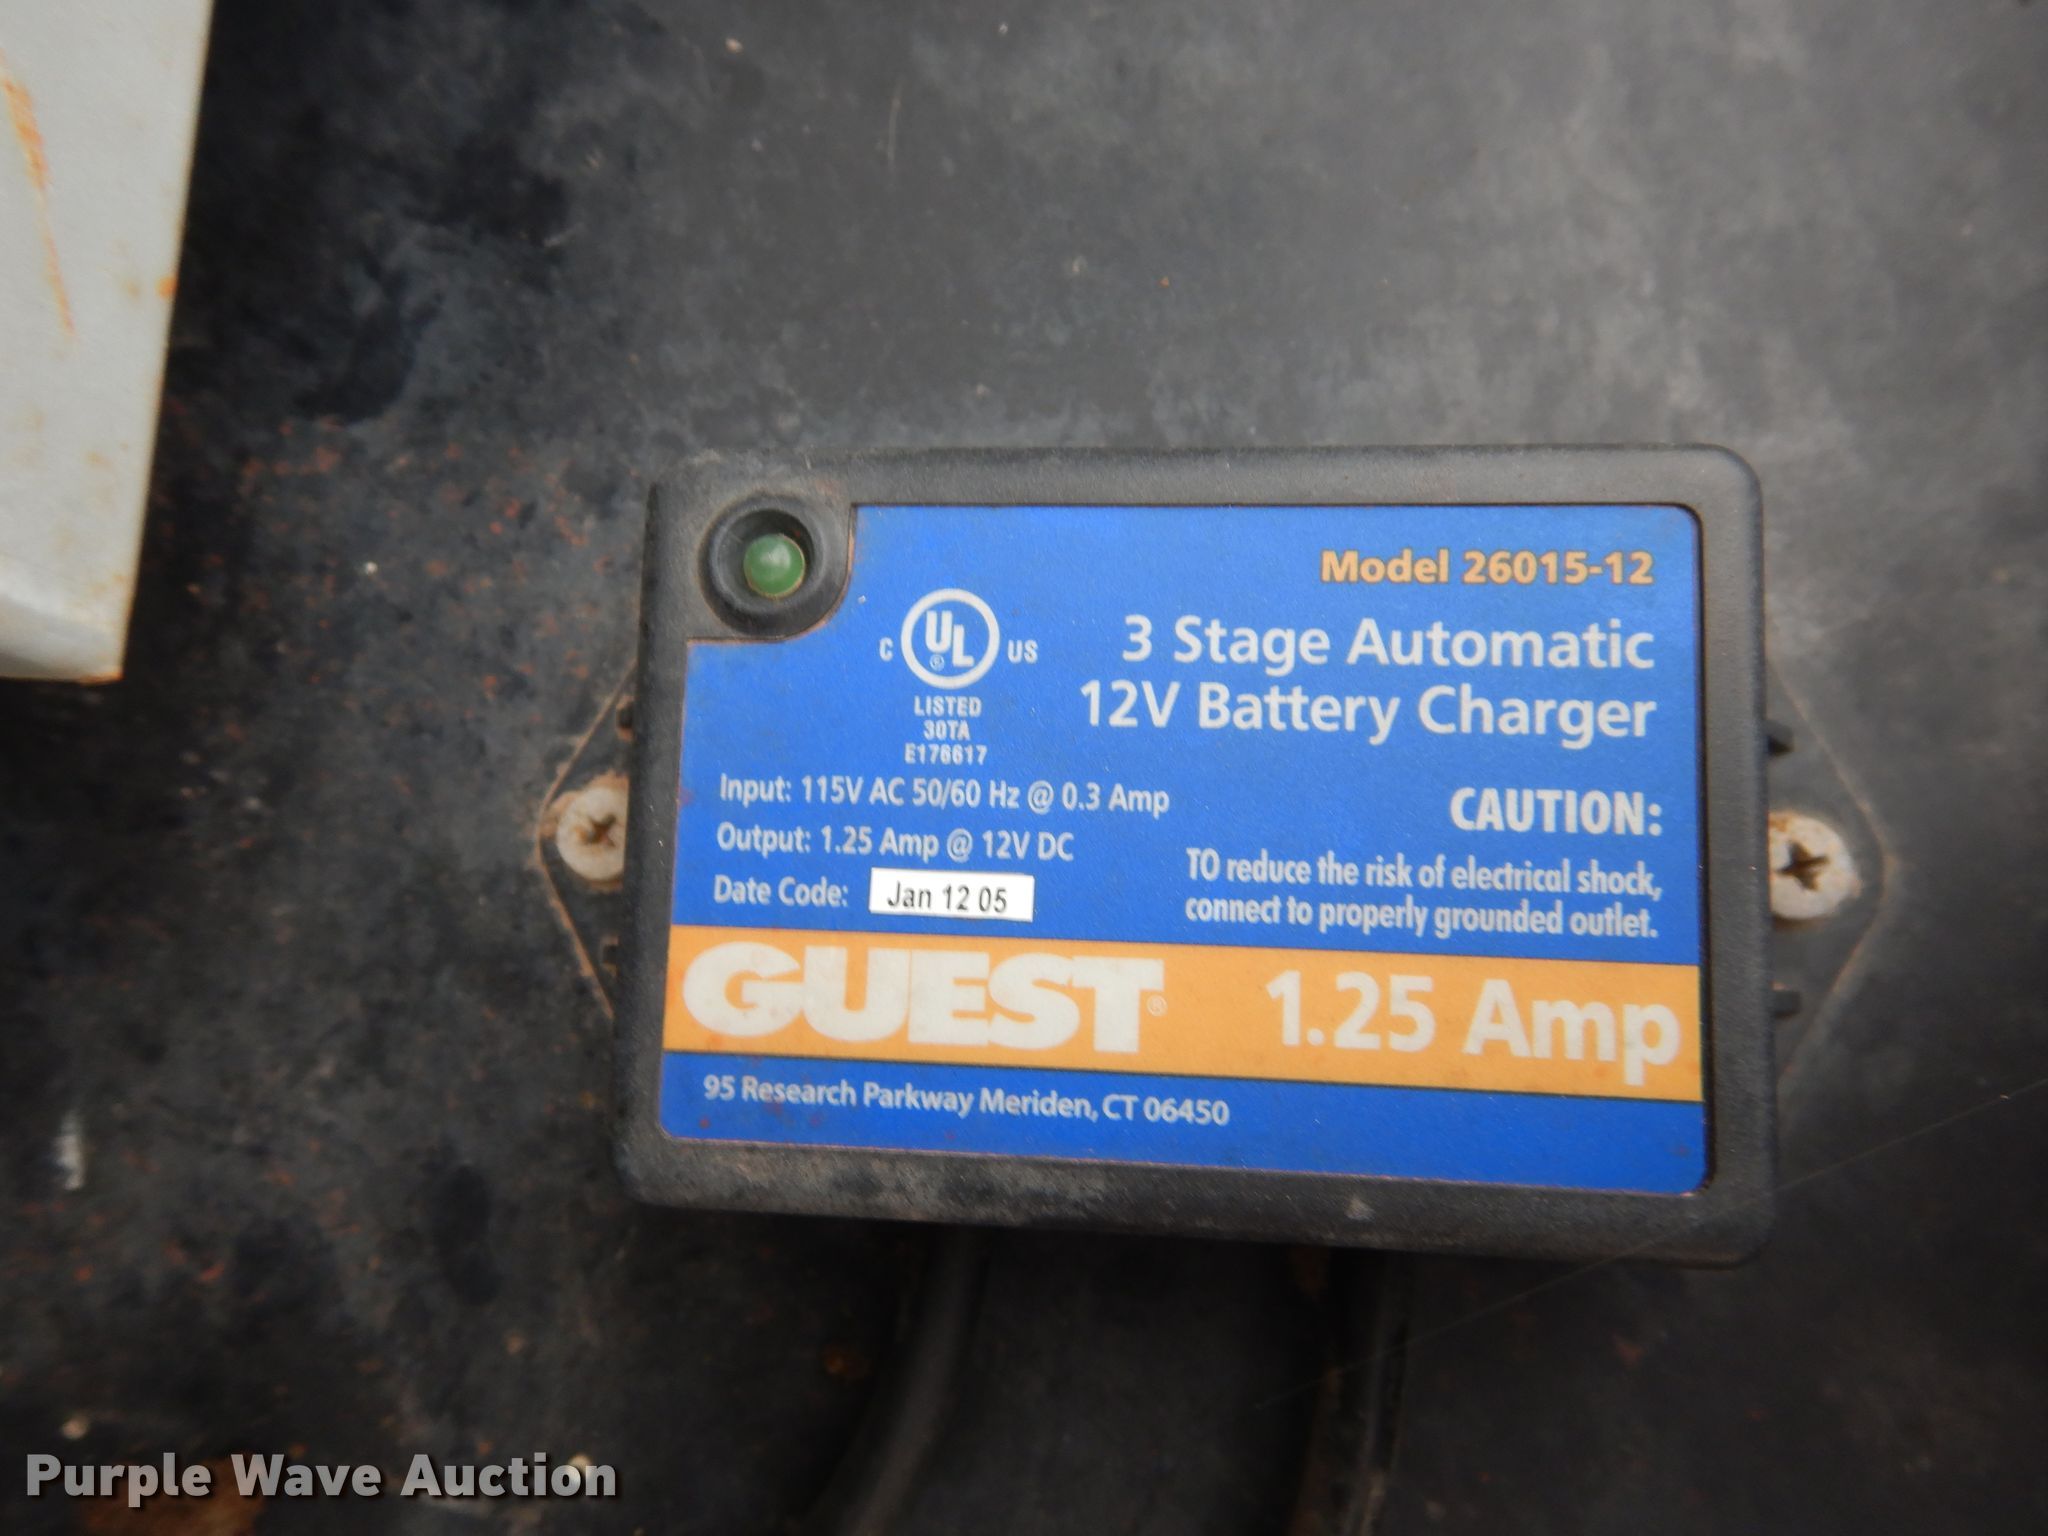 Model 26015-12
C UL® US
LISTED
30TA
E176617
3 Stage Automatic
12V Battery Charger
Input: 115V AC 50/60 Hz @ 0.3 Amp
Output: 1.25 Amp @ 12V DC
Date Code: Jan 12 05
CAUTION:
TO reduce the risk of electrical shock,
connect to properly grounded outlet.
GUEST® 1.25 Amp
95 Research Parkway Meriden, CT 06450
Purple Wave Auction